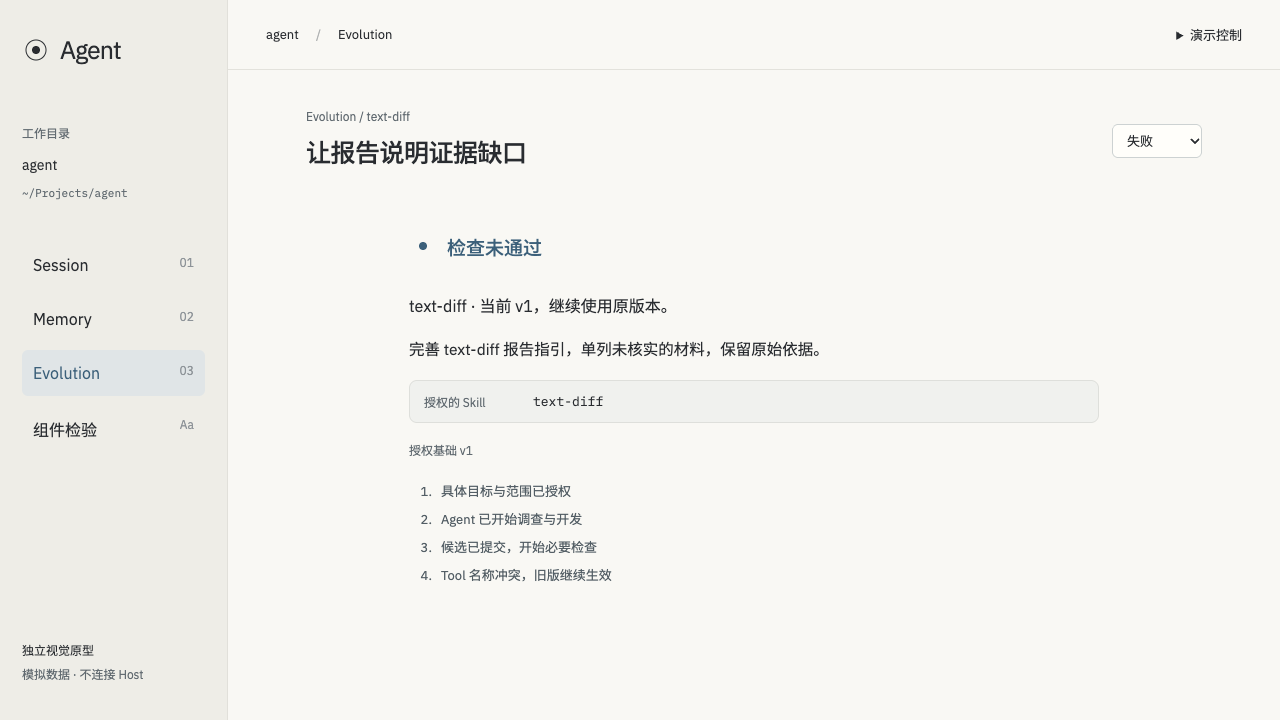 Agent
工作目录
agent
~/Projects/agent
Session 01
Memory 02
Evolution 03
组件检验 Aa
独立视觉原型
模拟数据 · 不连接 Host
agent / Evolution
▶ 演示控制
Evolution / text-diff
让报告说明证据缺口
失败
检查未通过
text-diff · 当前 v1，继续使用原版本。
完善 text-diff 报告指引，单列未核实的材料，保留原始依据。
授权的 Skill text-diff
授权基础 v1
1. 具体目标与范围已授权
2. Agent 已开始调查与开发
3. 候选已提交，开始必要检查
4. Tool 名称冲突，旧版继续生效